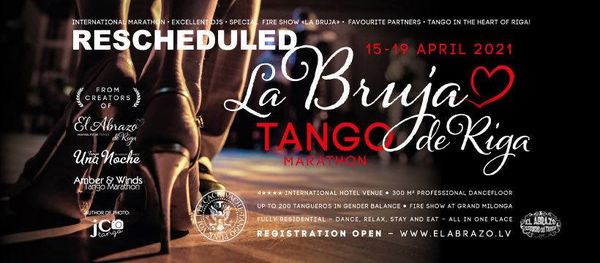 INTERNATIONAL MARATHON • EXCELLENT DJS • SPECIAL FIRE SHOW «LA BRUJA» • FAVOURITE PARTNERS • TANGO IN THE HEART OF RIGA!
RESCHEDULED
15-19 APRIL 2021
La Bruja
TANGO de Riga
MARATHON
FROM
CREATORS
OF
El Abrazo
de Riga
Una Noche
Amber & Winds
Tango Marathon
AUTHOR OF PHOTO:
jc
tango
4★★★★ INTERNATIONAL HOTEL VENUE • 300 M² PROFESSIONAL DANCEFLOOR
UP TO 200 TANGUEROS IN GENDER BALANCE • FIRE SHOW AT GRAND MILONGA
FULLY RESIDENTIAL – DANCE, RELAX, STAY AND EAT – ALL IN ONE PLACE
REGISTRATION OPEN – WWW.ELABRAZO.LV
EL ABRAZO